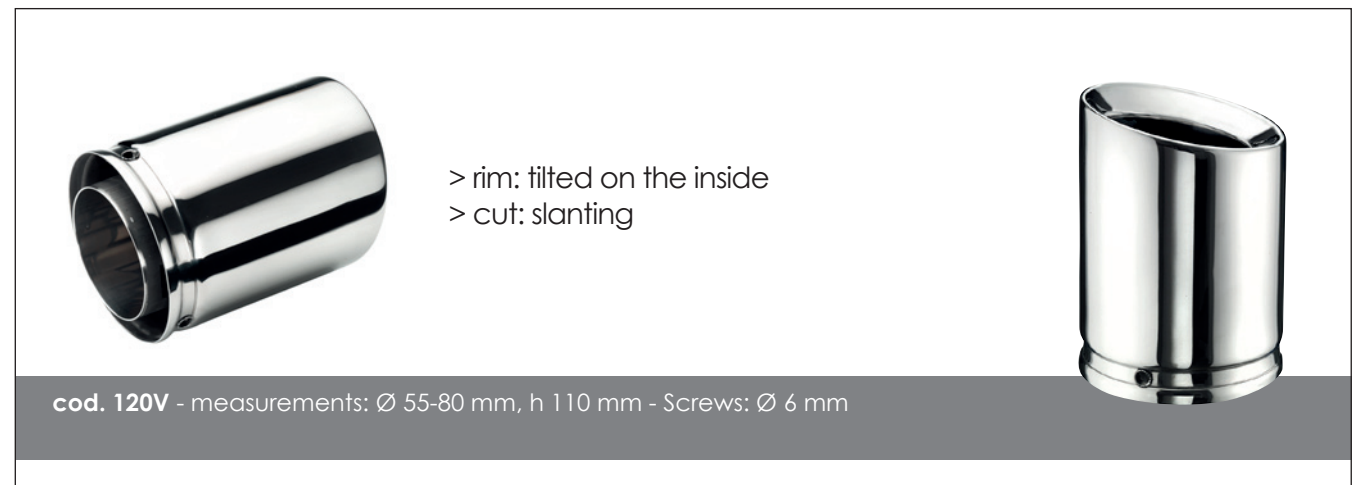 > rim: tilted on the inside
> cut: slanting
cod. 120V - measurements: Ø 55-80 mm, h 110 mm - Screws: Ø 6 mm